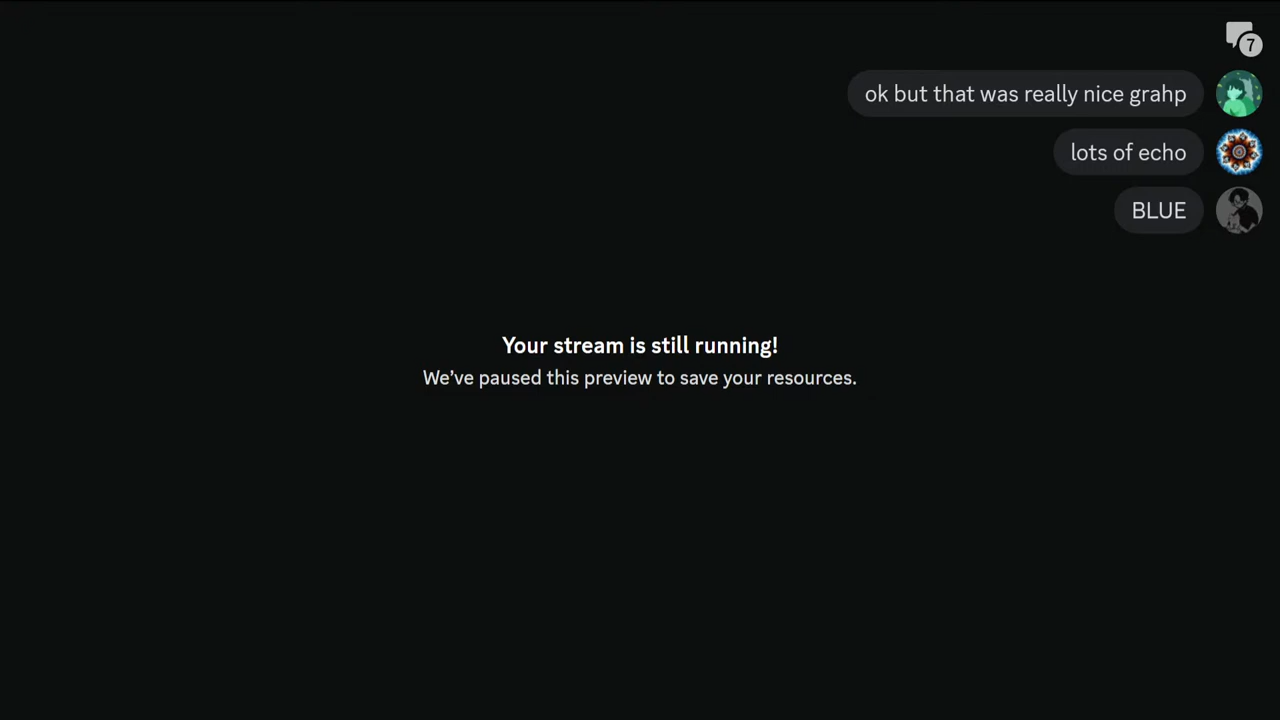 7
ok but that was really nice grahp
lots of echo
BLUE
Your stream is still running!
We’ve paused this preview to save your resources.